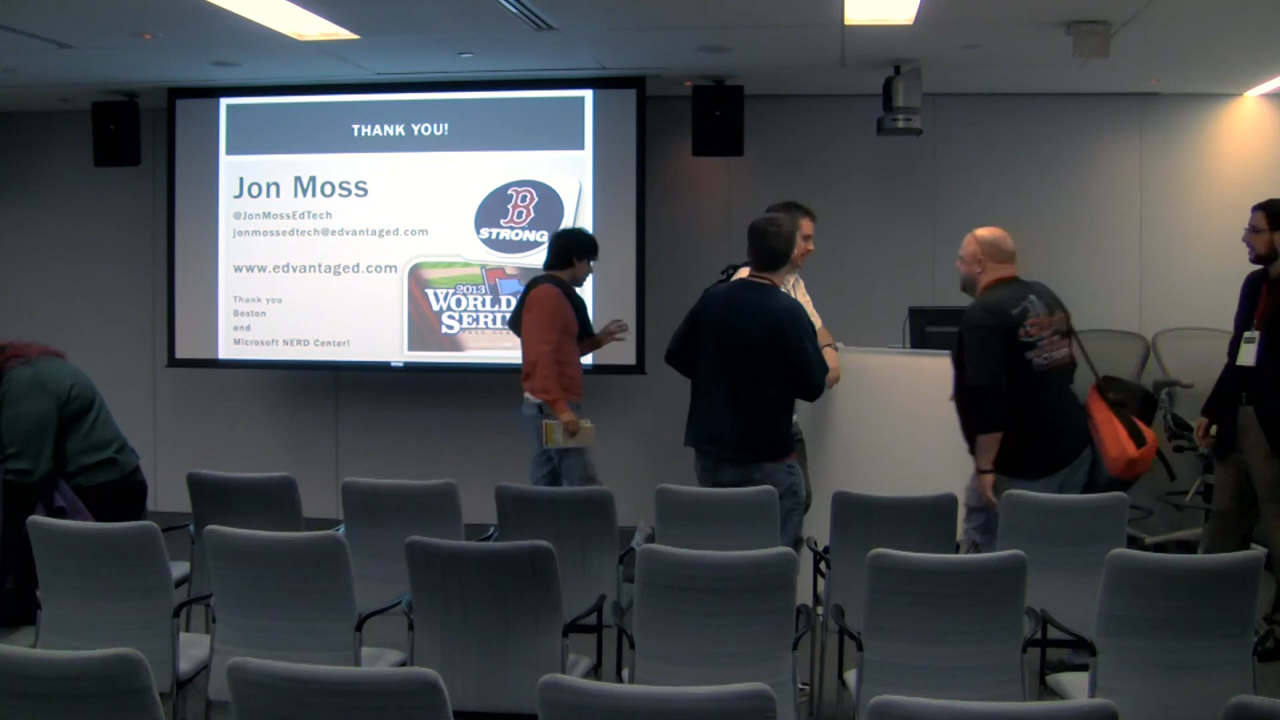 THANK YOU!
Jon Moss
@JonMossEdTech
jonmossedtech@edvantaged.com
www.edvantaged.com
Thank you
Boston
and
Microsoft NERD Center!
B
STRONG
2013
WORLD
SERI